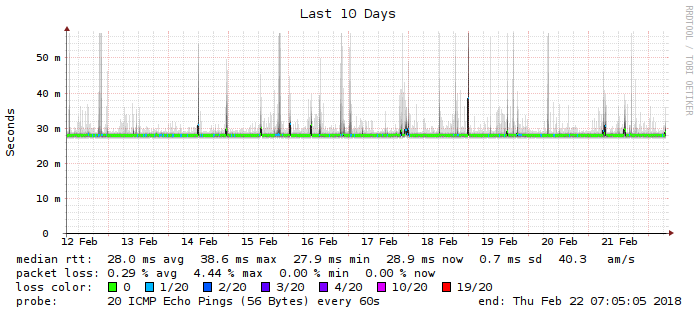 Last 10 Days
RRDTOOL / TOBI OETIKER
Seconds
50 m
40 m
30 m
20 m
10 m
0
12 Feb 13 Feb 14 Feb 15 Feb 16 Feb 17 Feb 18 Feb 19 Feb 20 Feb 21 Feb
median rtt: 28.0 ms avg 38.6 ms max 27.9 ms min 28.9 ms now 0.7 ms sd 40.3 am/s
packet loss: 0.29 % avg 4.44 % max 0.00 % min 0.00 % now
loss color: 0 1/20 2/20 3/20 4/20 10/20 19/20
probe: 20 ICMP Echo Pings (56 Bytes) every 60s end: Thu Feb 22 07:05:05 2018